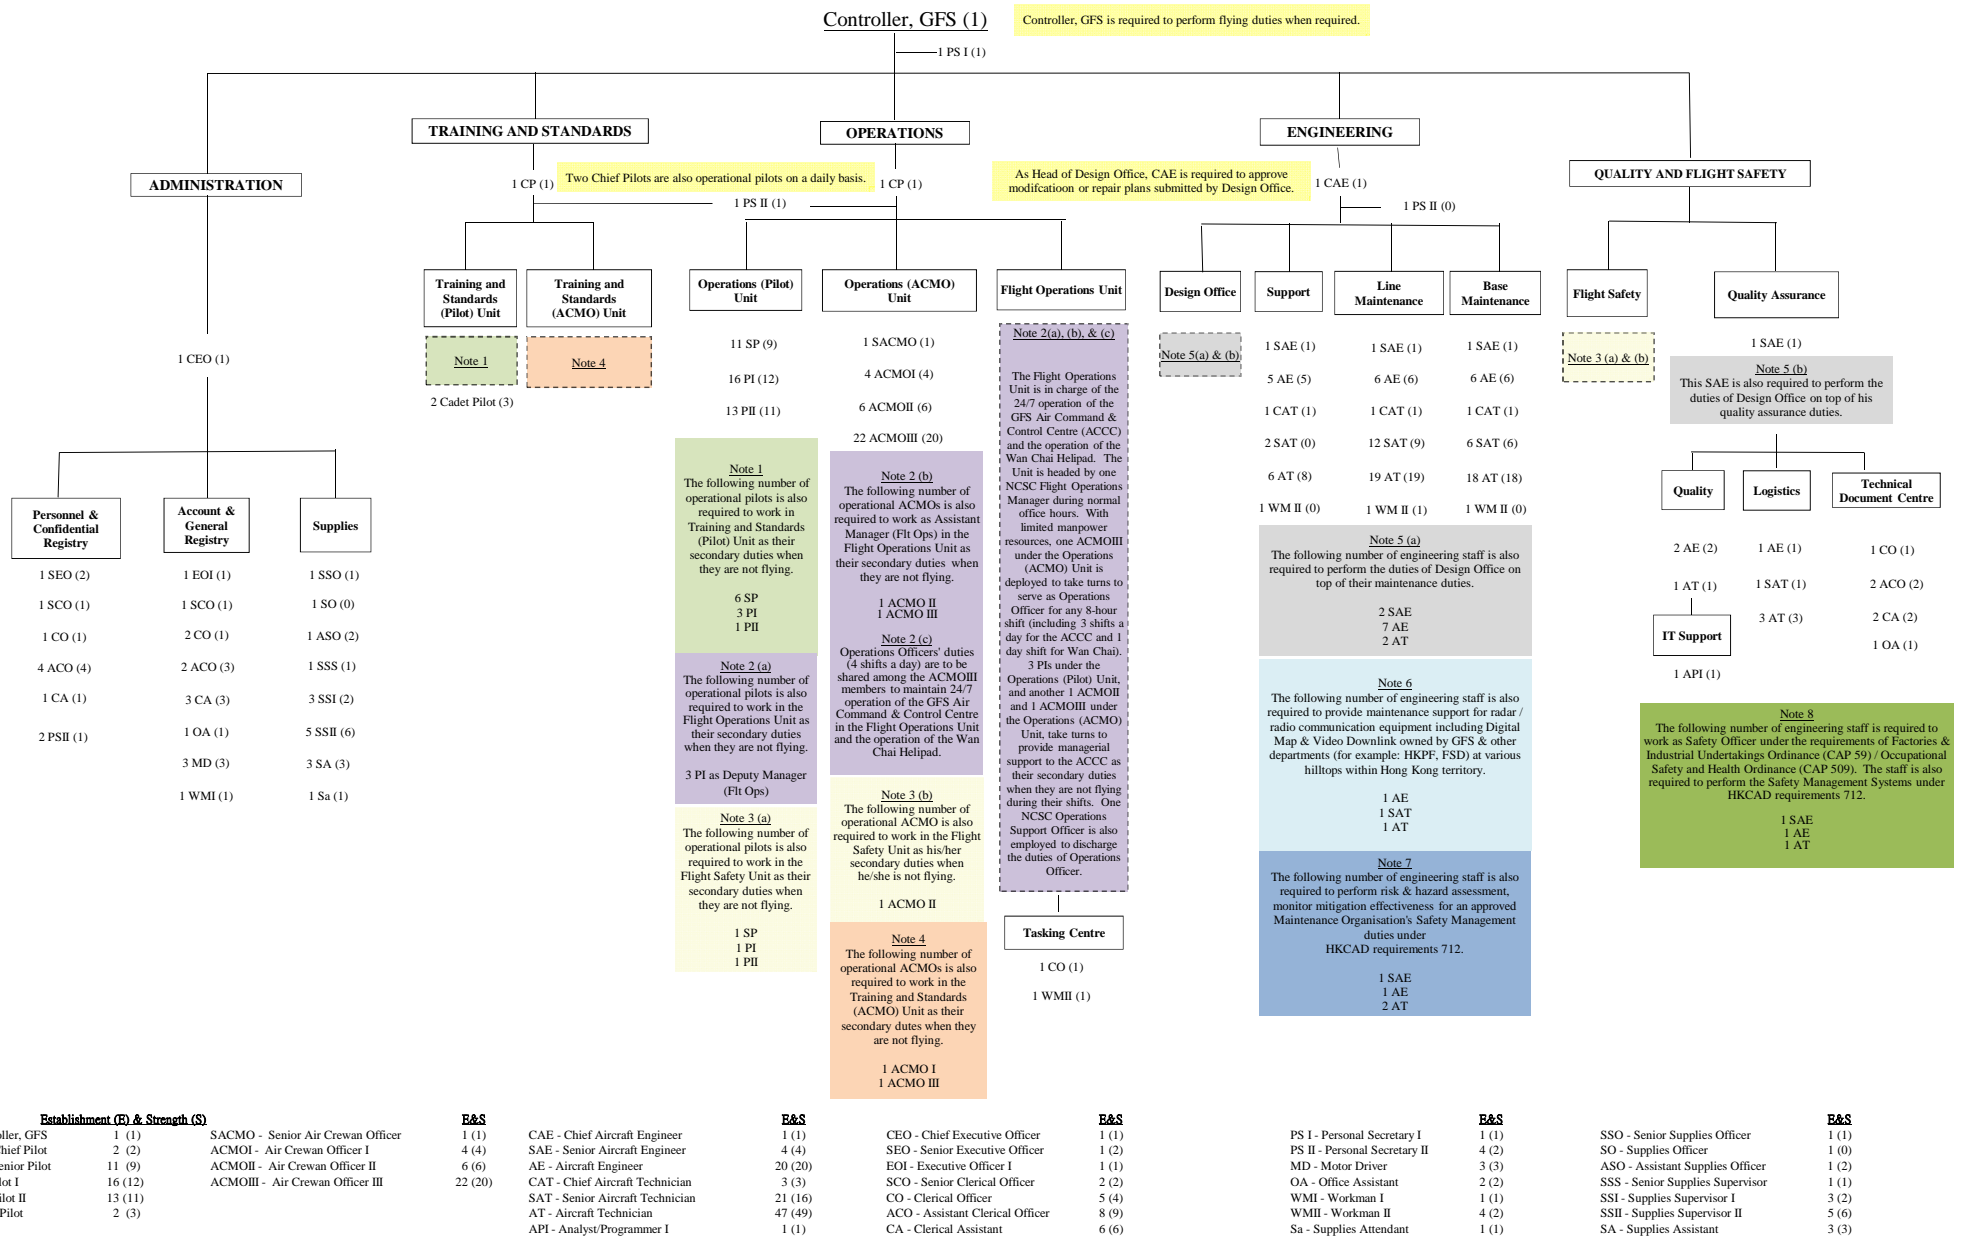 Controller, GFS (1)
Controller, GFS is required to perform flying duties when required.
1 PS I (1)
ADMINISTRATION
1 CEO (1)
Personnel &
Confidential
Registry
1 SEO (2)
1 SCO (1)
1 CO (1)
4 ACO (4)
1 CA (1)
2 PSII (1)
Account &
General
Registry
1 EOI (1)
1 SCO (1)
2 CO (1)
2 ACO (3)
3 CA (3)
1 OA (1)
3 MD (3)
1 WMI (1)
Supplies
1 SSO (1)
1 SO (0)
1 ASO (2)
1 SSS (1)
3 SSI (2)
5 SSII (6)
3 SA (3)
1 Sa (1)
TRAINING AND STANDARDS
1 CP (1)
Two Chief Pilots are also operational pilots on a daily basis.
1 PS II (1)
Training and
Standards
(Pilot) Unit
Note 1
2 Cadet Pilot (3)
Training and
Standards
(ACMO) Unit
Note 4
OPERATIONS
1 CP (1)
Operations (Pilot)
Unit
11 SP (9)
16 PI (12)
13 PII (11)
Note 1
The following number of
operational pilots is also
required to work in
Training and Standards
(Pilot) Unit as their
secondary duties when
they are not flying.
6 SP
3 PI
1 PII
Note 2 (a)
The following number of
operational pilots is also
required to work in the
Flight Operations Unit as
their secondary duties
when they are not flying.
3 PI as Deputy Manager
(Flt Ops)
Note 3 (a)
The following number of
operational pilots is also
required to work in the
Flight Safety Unit as their
secondary duties when
they are not flying.
1 SP
1 PI
1 PII
Operations (ACMO)
Unit
1 SACMO (1)
4 ACMOI (4)
6 ACMOII (6)
22 ACMOIII (20)
Note 2 (b)
The following number of
operational ACMOs is also
required to work as Assistant
Manager (Flt Ops) in the
Flight Operations Unit as
their secondary duties when
they are not flying.
1 ACMO II
1 ACMO III
Note 2 (c)
Operations Officers' duties
(4 shifts a day) are to be
shared among the ACMOIII
members to maintain 24/7
operation of the GFS Air
Command & Control Centre
in the Flight Operations Unit
and the operation of the Wan
Chai Helipad.
Note 3 (b)
The following number of
operational ACMO is also
required to work in the Flight
Safety Unit as his/her
secondary duties when
he/she is not flying.
1 ACMO II
Note 4
The following number of
operational ACMOs is also
required to work in the
Training and Standards
(ACMO) Unit as their
secondary dutes when they
are not flying.
1 ACMO I
1 ACMO III
Flight Operations Unit
Note 2(a), (b), & (c)
The Flight Operations
Unit is in charge of the
24/7 operation of the
GFS Air Command &
Control Centre (ACCC)
and the operation of the
Wan Chai Helipad. The
Unit is headed by one
NCSC Flight Operations
Manager during normal
office hours. With
limited manpower
resources, one ACMOIII
under the Operations
(ACMO) Unit is
deployed to take turns to
serve as Operations
Officer for any 8-hour
shift (including 3 shifts a
day for the ACCC and 1
day shift for Wan Chai).
3 PIs under the
Operations (Pilot) Unit,
and another 1 ACMOII
and 1 ACMOIII under
the Operations (ACMO)
Unit, take turns to
provide managerial
support to the ACCC as
their secondary duties
when they are not flying
during their shifts. One
NCSC Operations
Support Officer is also
employed to discharge
the duties of Operations
Officer.
Tasking Centre
1 CO (1)
1 WMII (1)
ENGINEERING
As Head of Design Office, CAE is required to approve
modifcatioon or repair plans submitted by Design Office.
1 CAE (1)
1 PS II (0)
Design Office
Note 5(a) & (b)
Support
1 SAE (1)
5 AE (5)
1 CAT (1)
2 SAT (0)
6 AT (8)
1 WM II (0)
Line
Maintenance
1 SAE (1)
6 AE (6)
1 CAT (1)
12 SAT (9)
19 AT (19)
1 WM II (1)
Base
Maintenance
1 SAE (1)
6 AE (6)
1 CAT (1)
6 SAT (6)
18 AT (18)
1 WM II (0)
Note 5 (a)
The following number of engineering staff is also
required to perform the duties of Design Office on
top of their maintenance duties.
2 SAE
7 AE
2 AT
Note 6
The following number of engineering staff is also
required to provide maintenance support for radar /
radio communication equipment including Digital
Map & Video Downlink owned by GFS & other
departments (for example: HKPF, FSD) at various
hilltops within Hong Kong territory.
1 AE
1 SAT
1 AT
Note 7
The following number of engineering staff is also
required to perform risk & hazard assessment,
monitor mitigation effectiveness for an approved
Maintenance Organisation's Safety Management
duties under
HKCAD requirements 712.
1 SAE
1 AE
2 AT
QUALITY AND FLIGHT SAFETY
Flight Safety
Note 3 (a) & (b)
Quality Assurance
1 SAE (1)
Note 5 (b)
This SAE is also required to perform the
duties of Design Office on top of his
quality assurance duties.
Quality
2 AE (2)
1 AT (1)
IT Support
1 API (1)
Logistics
1 AE (1)
1 SAT (1)
3 AT (3)
Technical
Document Centre
1 CO (1)
2 ACO (2)
2 CA (2)
1 OA (1)
Note 8
The following number of engineering staff is required to
work as Safety Officer under the requirements of Factories &
Industrial Undertakings Ordinance (CAP 59) / Occupational
Safety and Health Ordinance (CAP 509). The staff is also
required to perform the Safety Management Systems under
HKCAD requirements 712.
1 SAE
1 AE
1 AT
Establishment (E) & Strength (S)
oller, GFS 1 (1)
Chief Pilot 2 (2)
enior Pilot 11 (9)
lot I 16 (12)
ilot II 13 (11)
Pilot 2 (3)
E&S
SACMO - Senior Air Crewan Officer 1 (1)
ACMOI - Air Crewan Officer I 4 (4)
ACMOII - Air Crewan Officer II 6 (6)
ACMOIII - Air Crewan Officer III 22 (20)
E&S
CAE - Chief Aircraft Engineer 1 (1)
SAE - Senior Aircraft Engineer 4 (4)
AE - Aircraft Engineer 20 (20)
CAT - Chief Aircraft Technician 3 (3)
SAT - Senior Aircraft Technician 21 (16)
AT - Aircraft Technician 47 (49)
API - Analyst/Programmer I 1 (1)
E&S
CEO - Chief Executive Officer 1 (1)
SEO - Senior Executive Officer 1 (2)
EOI - Executive Officer I 1 (1)
SCO - Senior Clerical Officer 2 (2)
CO - Clerical Officer 5 (4)
ACO - Assistant Clerical Officer 8 (9)
CA - Clerical Assistant 6 (6)
E&S
PS I - Personal Secretary I 1 (1)
PS II - Personal Secretary II 4 (2)
MD - Motor Driver 3 (3)
OA - Office Assistant 2 (2)
WMI - Workman I 1 (1)
WMII - Workman II 4 (2)
Sa - Supplies Attendant 1 (1)
E&S
SSO - Senior Supplies Officer 1 (1)
SO - Supplies Officer 1 (0)
ASO - Assistant Supplies Officer 1 (2)
SSS - Senior Supplies Supervisor 1 (1)
SSI - Supplies Supervisor I 3 (2)
SSII - Supplies Supervisor II 5 (6)
SA - Supplies Assistant 3 (3)